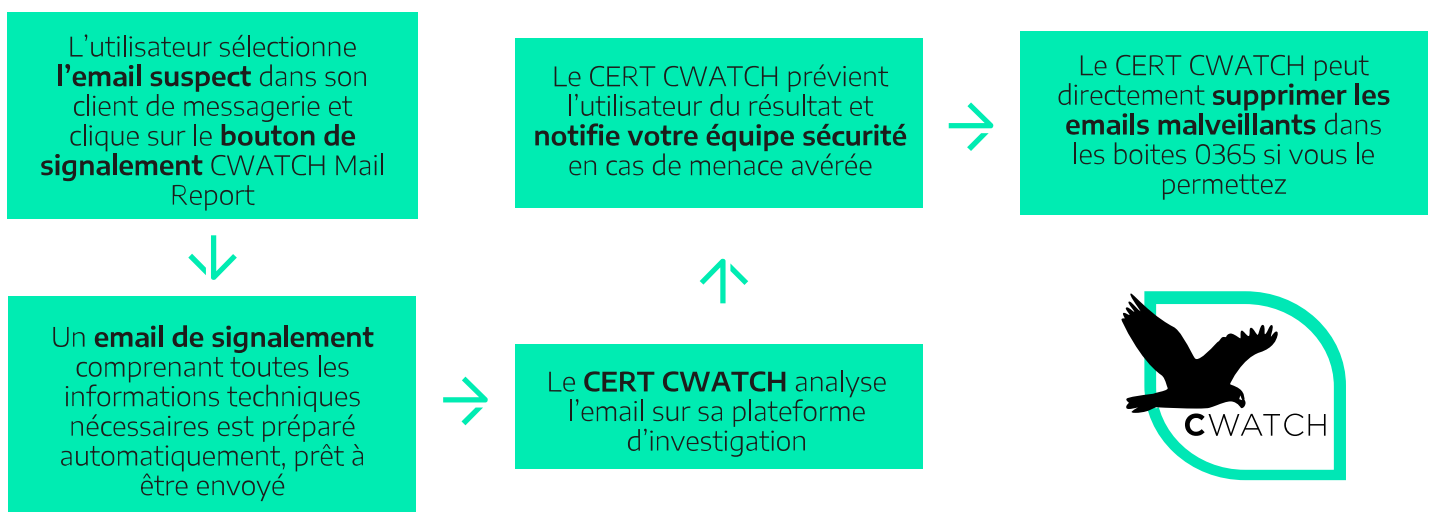 L’utilisateur sélectionne
l’email suspect dans son
client de messagerie et
clique sur le bouton de
signalement CWATCH Mail
Report
Un email de signalement
comprenant toutes les
informations techniques
nécessaires est préparé
automatiquement, prêt à
être envoyé
Le CERT CWATCH analyse
l’email sur sa plateforme
d’investigation
Le CERT CWATCH prévient
l’utilisateur du résultat et
notifie votre équipe sécurité
en cas de menace avérée
Le CERT CWATCH peut
directement supprimer les
emails malveillants dans
les boites O365 si vous le
permettez
CWATCH